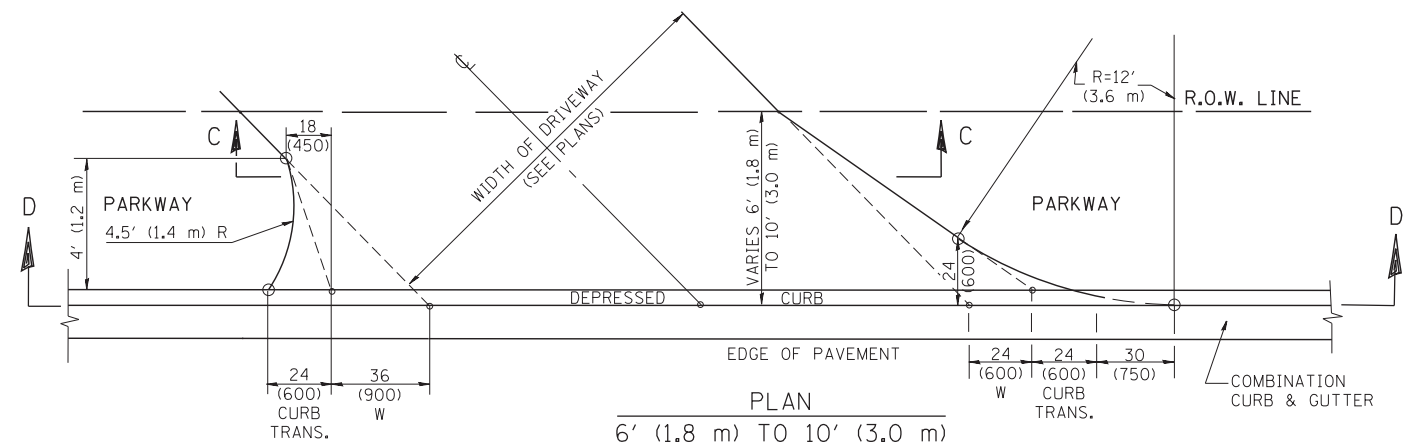 R=12'
(3.6 m)
R.O.W. LINE
18
(450)
C
C
WIDTH OF DRIVEWAY
(SEE PLANS)
℄
VARIES 6' (1.8 m)
TO 10' (3.0 m)
4' (1.2 m)
PARKWAY
PARKWAY
4.5' (1.4 m) R
D
D
24
(600)
DEPRESSED CURB
EDGE OF PAVEMENT
24
(600)
CURB
TRANS.
36
(900)
W
24
(600)
W
24
(600)
CURB
TRANS.
30
(750)
COMBINATION
CURB & GUTTER
PLAN
6' (1.8 m) TO 10' (3.0 m)